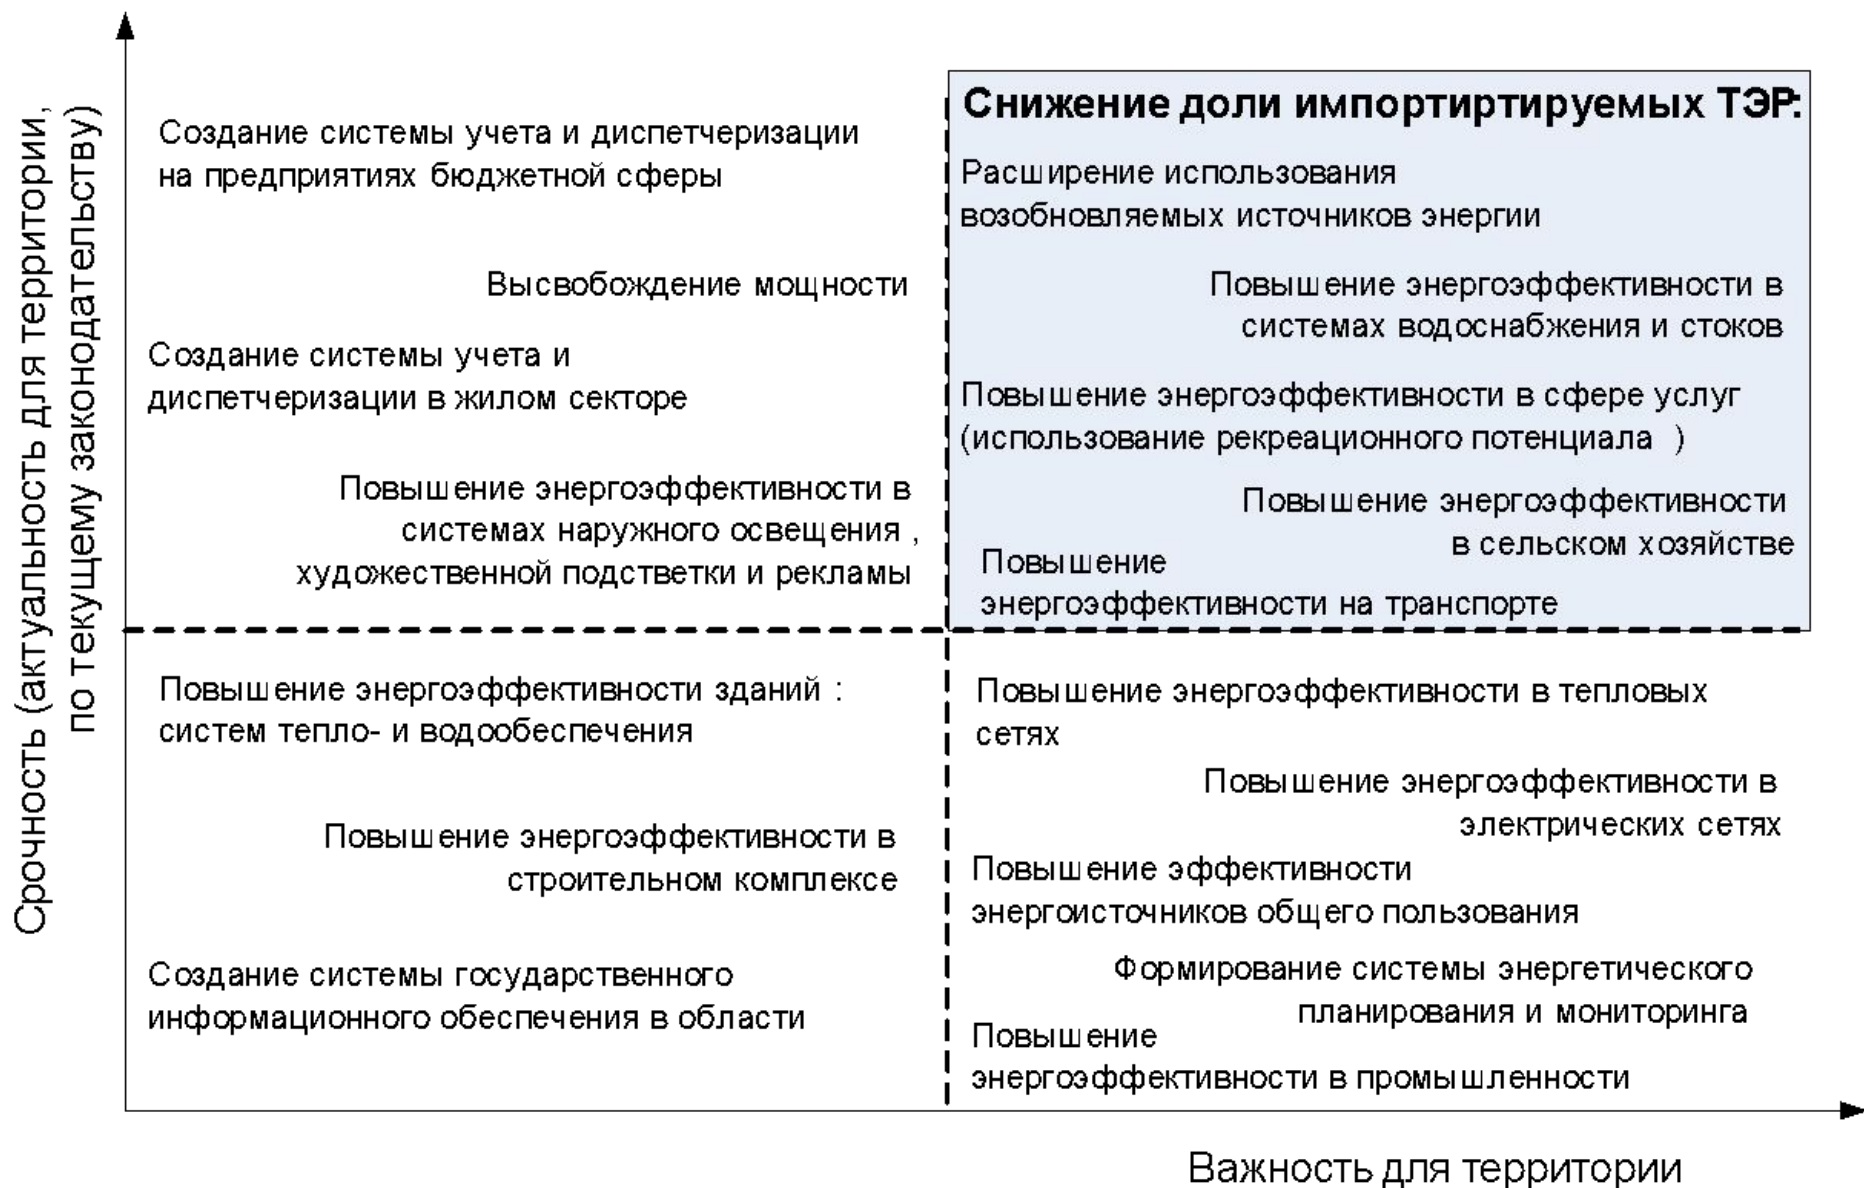 Срочность (актуальность для территории,
по текущему законодательству)
Создание системы учета и диспетчеризации
на предприятиях бюджетной сферы
Высвобождение мощности
Создание системы учета и
диспетчеризации в жилом секторе
Повышение энергоэффективности в
системах наружного освещения ,
художественной подстветки и рекламы
Снижение доли импортиртируемых ТЭР:
Расширение использования
возобновляемых источников энергии
Повышение энергоэффективности в
системах водоснабжения и стоков
Повышение энергоэффективности в сфере услуг
(использование рекреационного потенциала )
Повышение энергоэффективности
в сельском хозяйстве
Повышение
энергоэффективности на транспорте
Повышение энергоэффективности зданий :
систем тепло- и водообеспечения
Повышение энергоэффективности в
строительном комплексе
Создание системы государственного
информационного обеспечения в области
Повышение энергоэффективности в тепловых
сетях
Повышение энергоэффективности в
электрических сетях
Повышение эффективности
энергоисточников общего пользования
Формирование системы энергетического
планирования и мониторинга
Повышение
энергоэффективности в промышленности
Важность для территории